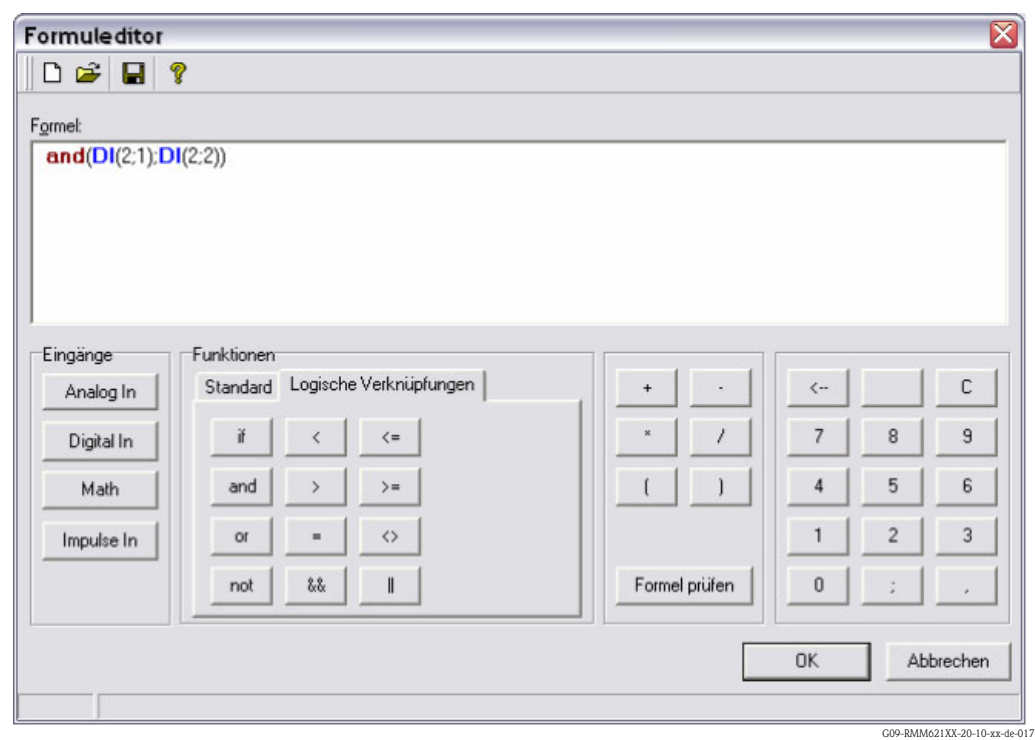 Formuleditor
Formel:
and(DI(2;1);DI(2;2))
Eingänge
Analog In
Digital In
Math
Impulse In
Funktionen
Standard Logische Verknüpfungen
if < <=
and > >=
or = <>
not && ||
+ -
* /
( )
Formel prüfen
<-- C
7 8 9
4 5 6
1 2 3
0 ; ,
OK Abbrechen
G09-RMM621XX-20-10-xx-de-017